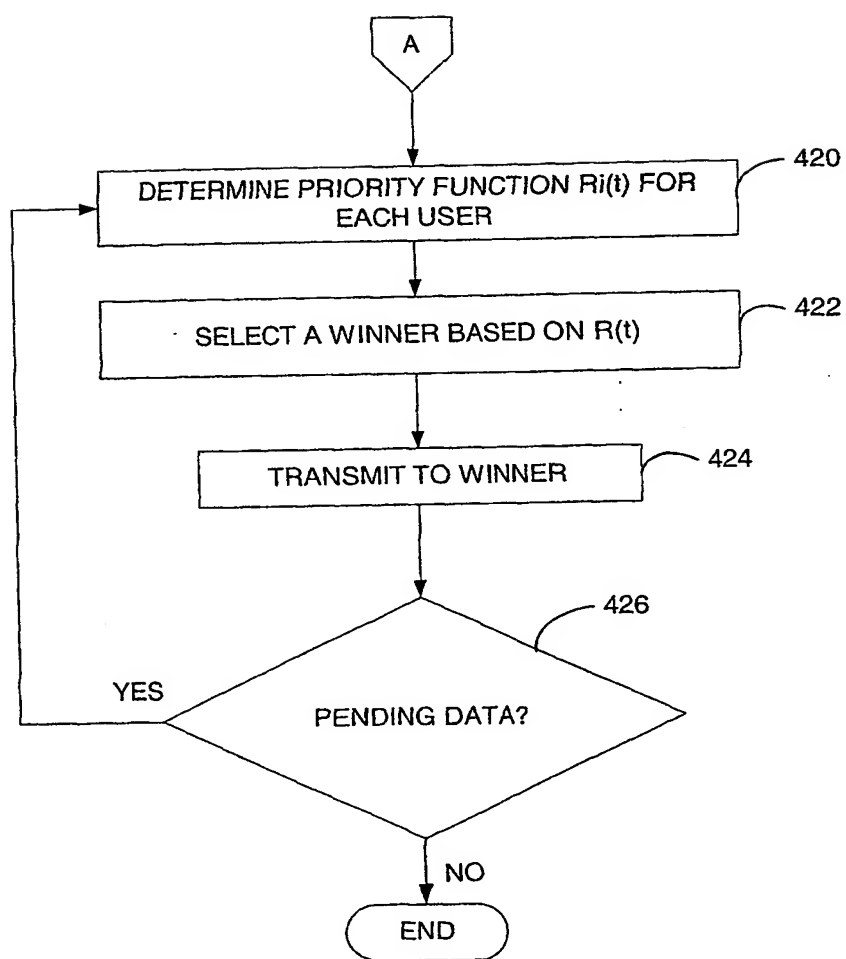 A
DETERMINE PRIORITY FUNCTION Ri(t) FOR
EACH USER
420
SELECT A WINNER BASED ON R(t)
422
TRANSMIT TO WINNER
424
426
YES
PENDING DATA?
NO
END